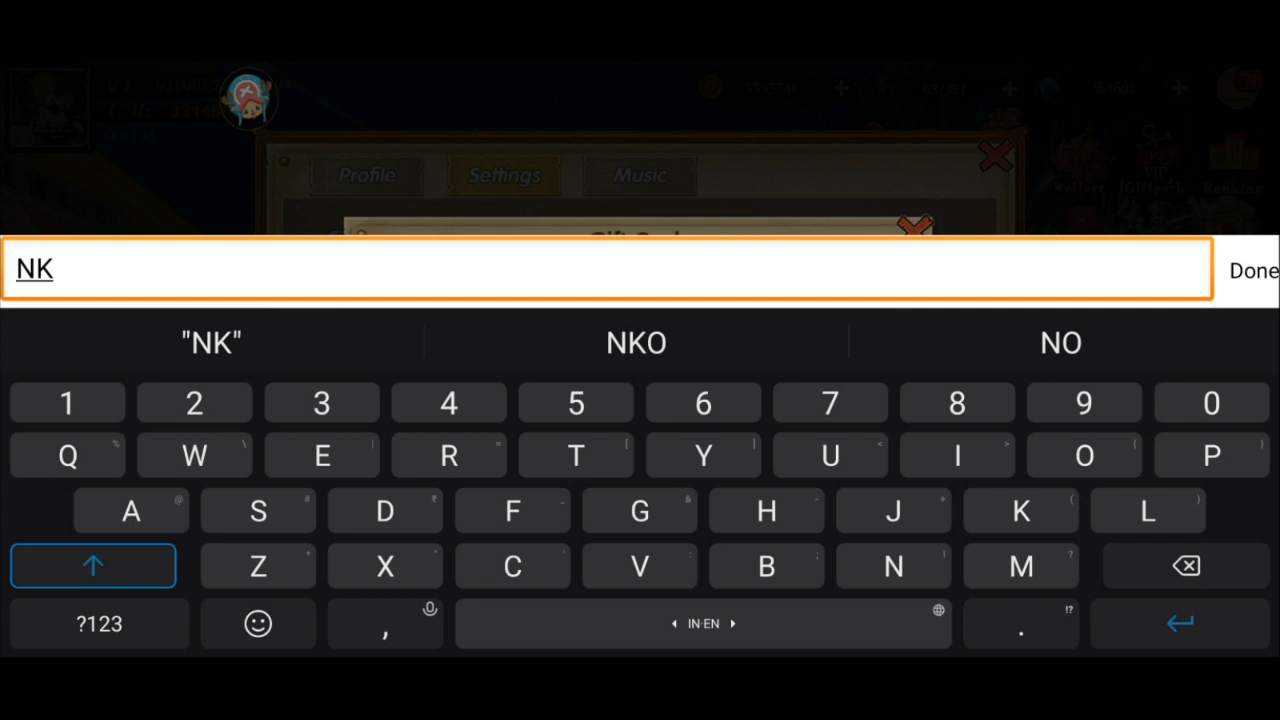 Profile Settings Music
NK
Done
"NK" NKO NO
1 2 3 4 5 6 7 8 9 0
Q W E R T Y U I O P
A S D F G H J K L
Z X C V B N M
?123 , IN·EN . !?